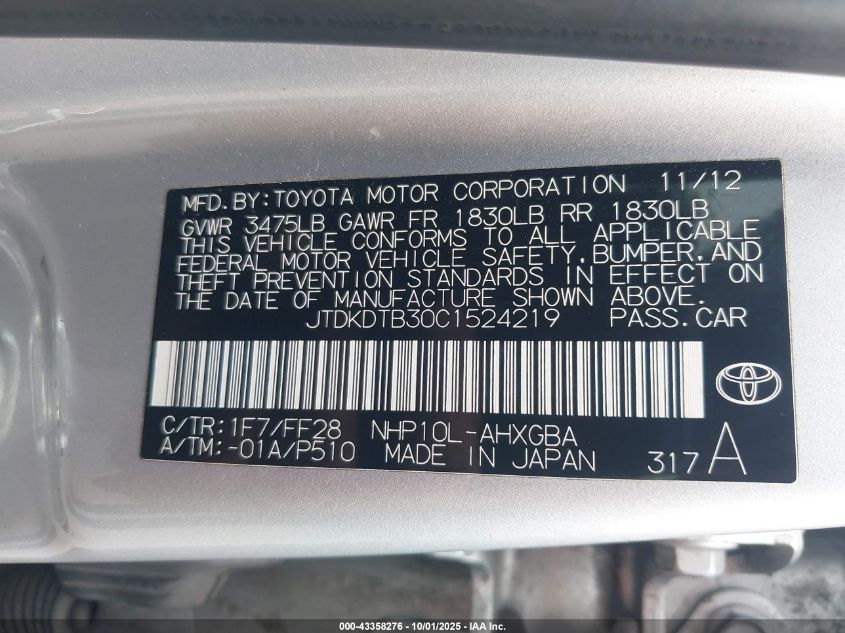 MFD. BY: TOYOTA MOTOR CORPORATION 11/12
GVWR 3475LB GAWR FR 1830LB RR 1830LB
THIS VEHICLE CONFORMS TO ALL APPLICABLE
FEDERAL MOTOR VEHICLE SAFETY, BUMPER, AND
THEFT PREVENTION STANDARDS IN EFFECT ON
THE DATE OF MANUFACTURE SHOWN ABOVE.
JTDKDTB30C1524219 PASS. CAR
C/TR: 1F7/FF28 NHP10L-AHXGBA
A/TM: -01A/P510 MADE IN JAPAN 317 A
000-43358276 - 10/01/2025 - IAA Inc.